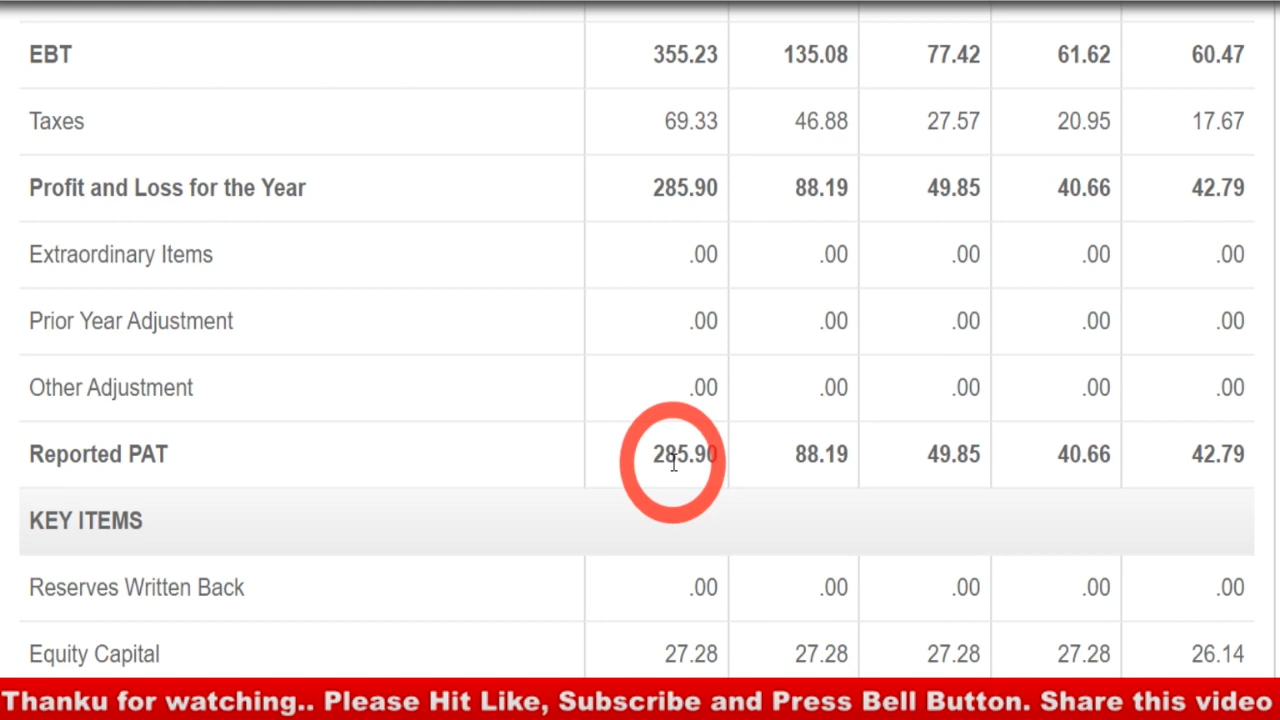 EBT 355.23 135.08 77.42 61.62 60.47
Taxes 69.33 46.88 27.57 20.95 17.67
Profit and Loss for the Year 285.90 88.19 49.85 40.66 42.79
Extraordinary Items .00 .00 .00 .00 .00
Prior Year Adjustment .00 .00 .00 .00 .00
Other Adjustment .00 .00 .00 .00 .00
Reported PAT 285.90 88.19 49.85 40.66 42.79
KEY ITEMS
Reserves Written Back .00 .00 .00 .00 .00
Equity Capital 27.28 27.28 27.28 27.28 26.14
Thanku for watching.. Please Hit Like, Subscribe and Press Bell Button. Share this video